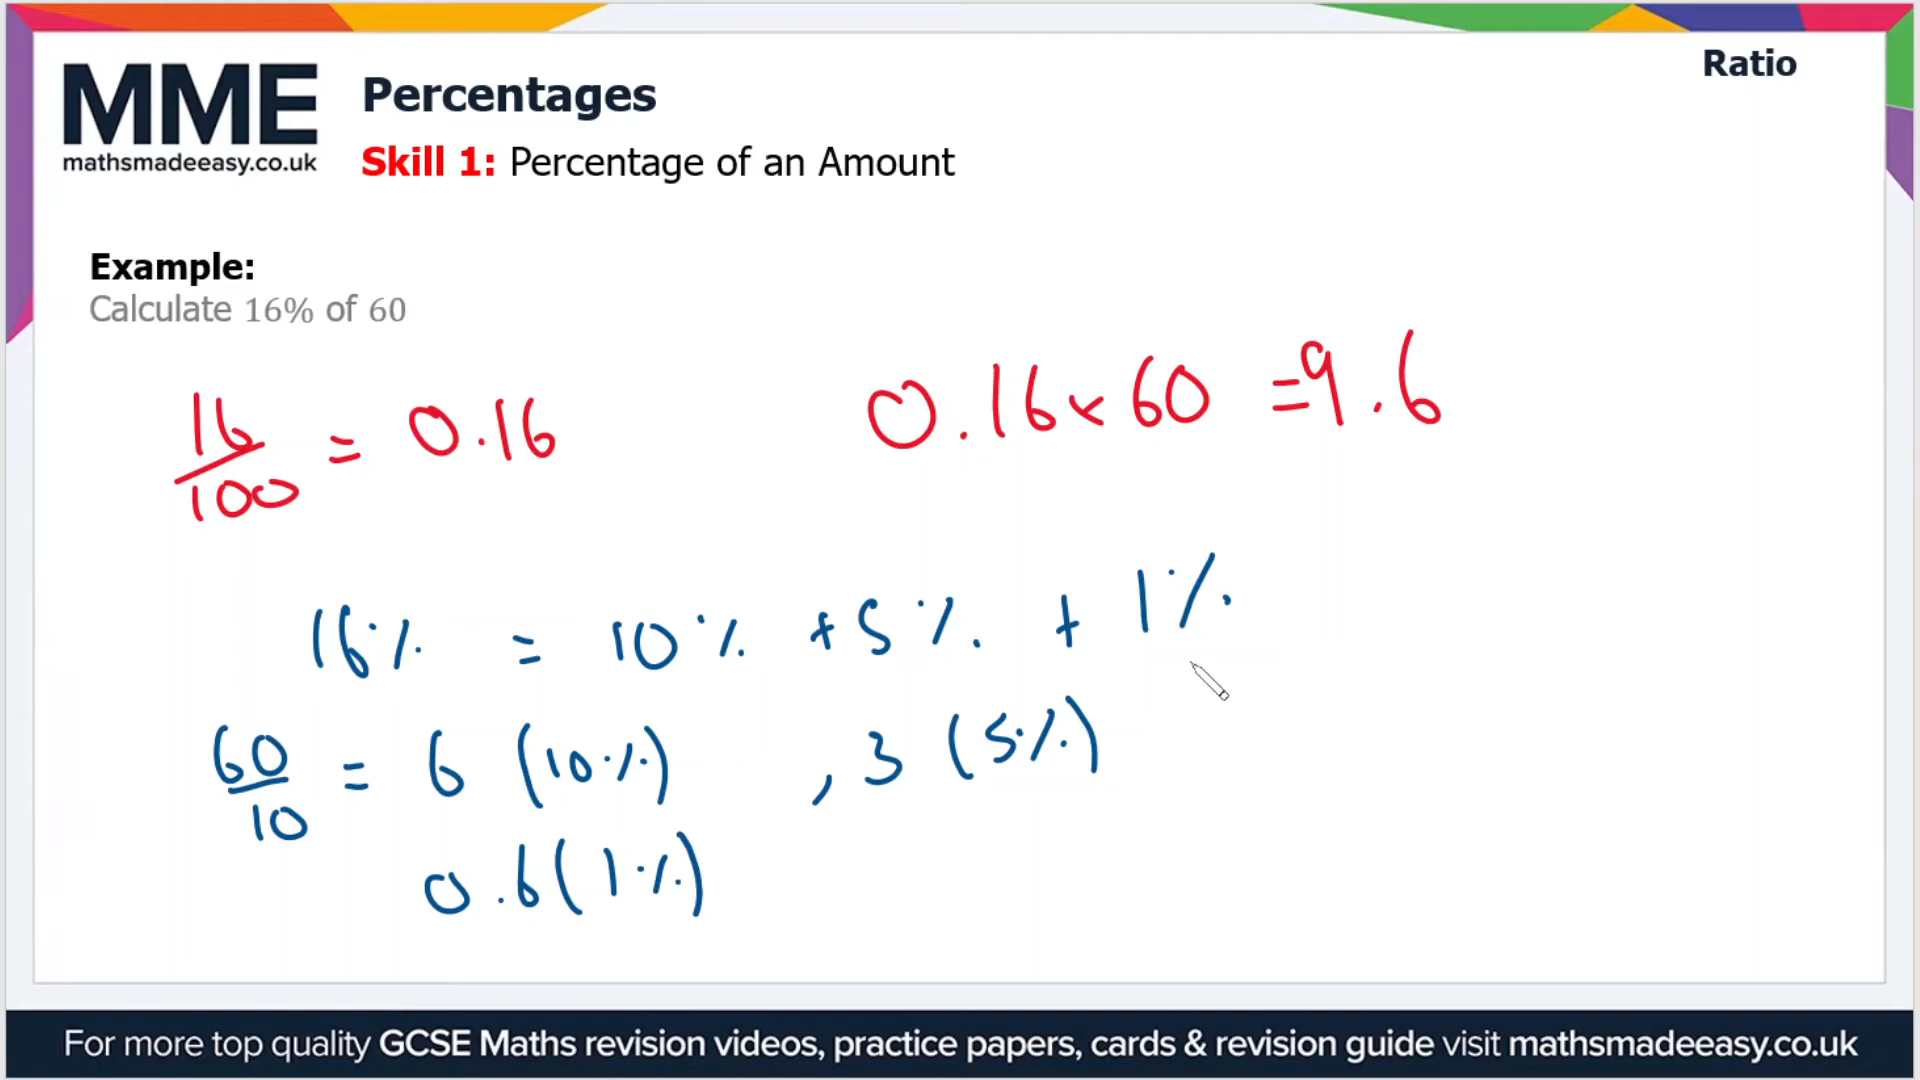 Ratio
MME
mathsmadeeasy.co.uk
Percentages
Skill 1: Percentage of an Amount
Example:
Calculate 16% of 60
16/100 = 0.16
0.16 × 60 = 9.6
16% = 10% + 5% + 1%
60/10 = 6 (10%) , 3 (5%)
0.6 (1%)
For more top quality GCSE Maths revision videos, practice papers, cards & revision guide visit mathsmadeeasy.co.uk